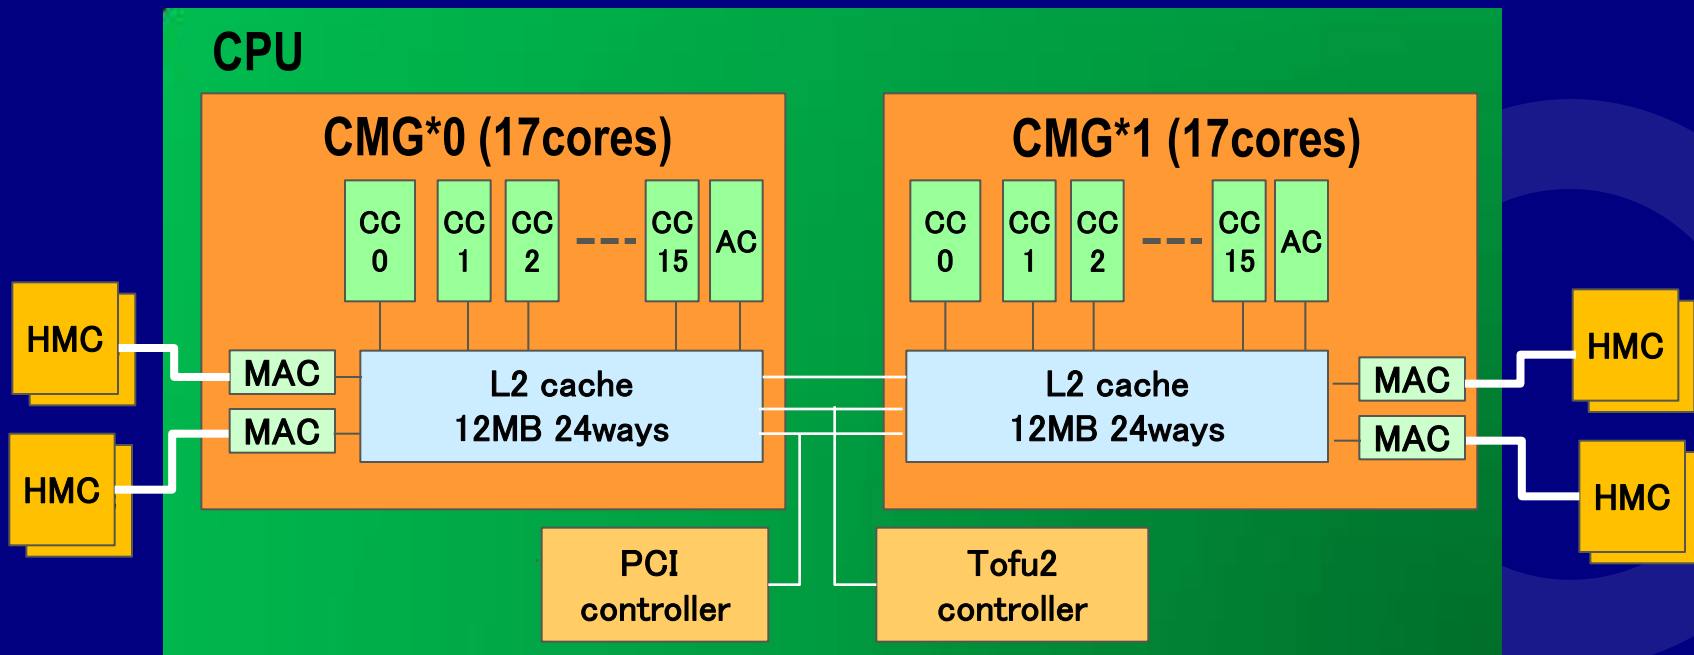 CPU
CMG*0 (17cores)
CC
0
CC
1
CC
2
CC
15
AC
HMC
HMC
MAC
MAC
L2 cache
12MB 24ways
CMG*1 (17cores)
CC
0
CC
1
CC
2
CC
15
AC
L2 cache
12MB 24ways
MAC
MAC
HMC
HMC
PCI
controller
Tofu2
controller